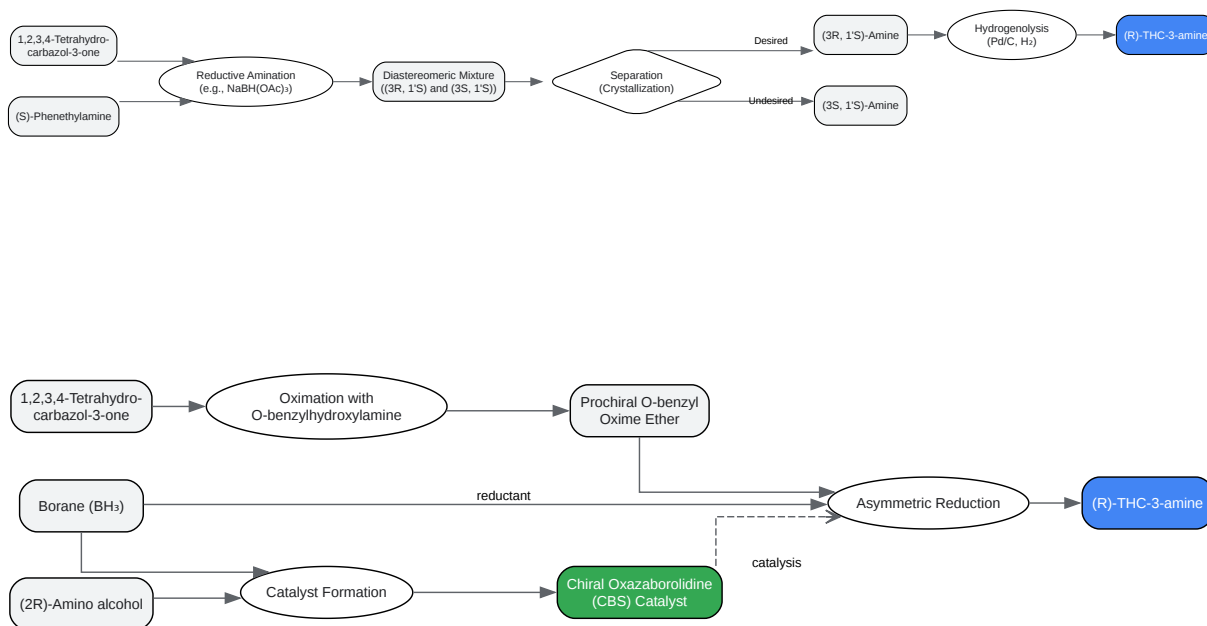 1,2,3,4-Tetrahydro-
carbazol-3-one
(S)-Phenethylamine
Reductive Amination
(e.g., NaBH(OAc)₃)
Diastereomeric Mixture
((3R, 1'S) and (3S, 1'S))
Separation
(Crystallization)
Desired
Undesired
(3R, 1'S)-Amine
(3S, 1'S)-Amine
Hydrogenolysis
(Pd/C, H₂)
(R)-THC-3-amine
1,2,3,4-Tetrahydro-
carbazol-3-one
Oximation with
O-benzylhydroxylamine
Prochiral O-benzyl
Oxime Ether
Borane (BH₃)
reductant
Asymmetric Reduction
(R)-THC-3-amine
(2R)-Amino alcohol
Catalyst Formation
Chiral Oxazaborolidine
(CBS) Catalyst
catalysis